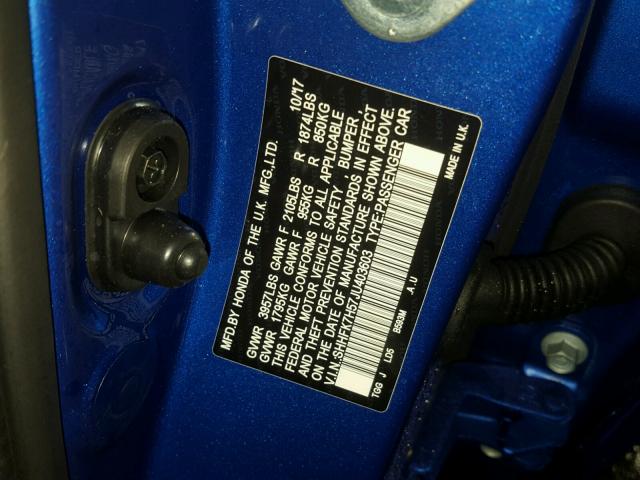 MFD.BY HONDA OF THE U.K. MFG.,LTD. 10/17
GVWR 3957LBS GAWR F 2105LBS R 1874LBS
GVWR 1795KG GAWR F 955KG R 850KG
THIS VEHICLE CONFORMS TO ALL APPLICABLE
FEDERAL MOTOR VEHICLE SAFETY , BUMPER ,
AND THEFT PREVENTION STANDARDS IN EFFECT
ON THE DATE OF MANUFACTURE SHOWN ABOVE.
V.I.N.:SHHFK7H57JU403603 TYPE:PASSENGER CAR
TGG J LD5 B593M A.U
MADE IN U.K.